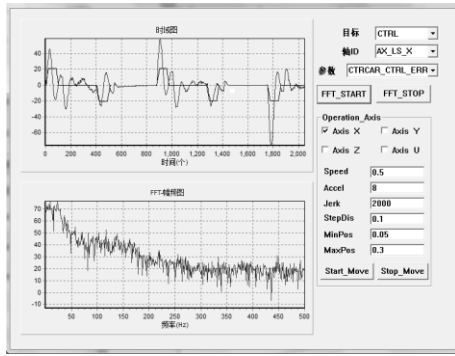 时域图
40
20
0
-20
-40
-60
0 200 400 600 800 1,000 1,200 1,400 1,600 1,800 2,000
时间(个)
FFT-幅频图
70
60
50
40
30
20
10
0
-10
50 100 150 200 250 300 350 400 450 500
频率(Hz)
目标 CTRL
轴ID AX_LS_X
参数 CTRCAR_CTRL_ERR
FFT_START FFT_STOP
Operation_Axis
Axis X Axis Y
Axis Z Axis U
Speed 0.5
Accel 8
Jerk 2000
StepDis 0.1
MinPos 0.05
MaxPos 0.3
Start_Move Stop_Move